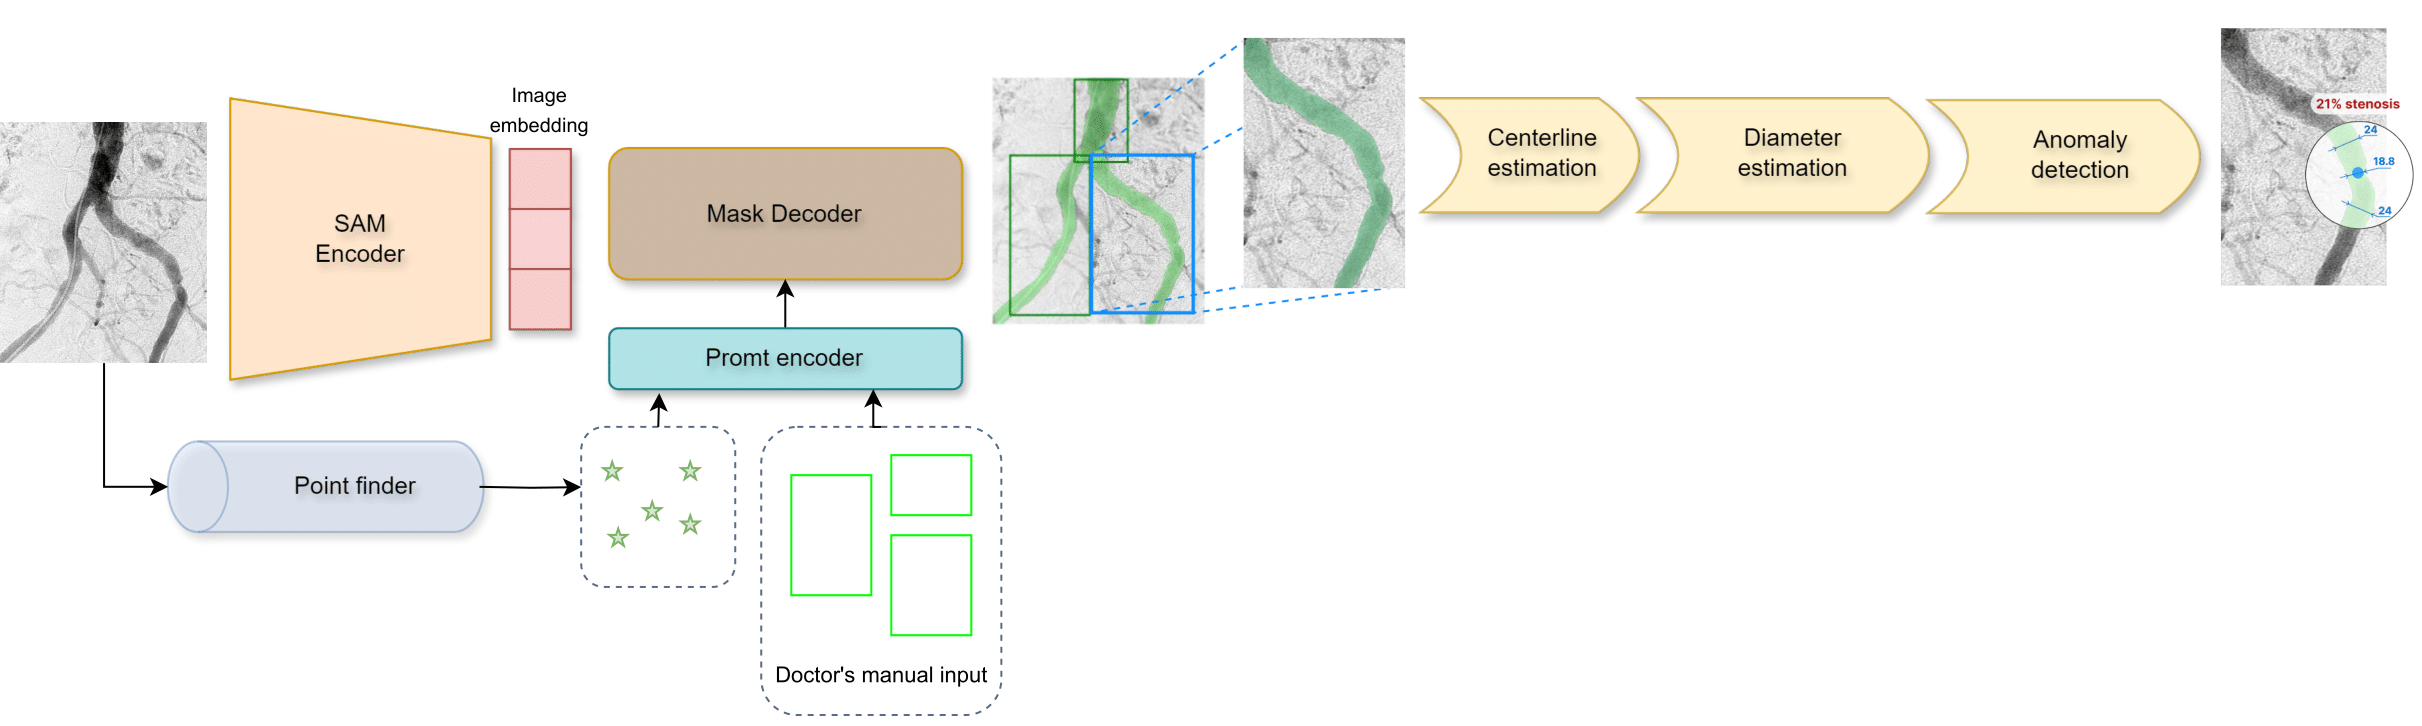 Image
embedding
SAM
Encoder
Mask Decoder
Promt encoder
Point finder
Doctor's manual input
Centerline
estimation
Diameter
estimation
Anomaly
detection
21% stenosis
24
18.8
24